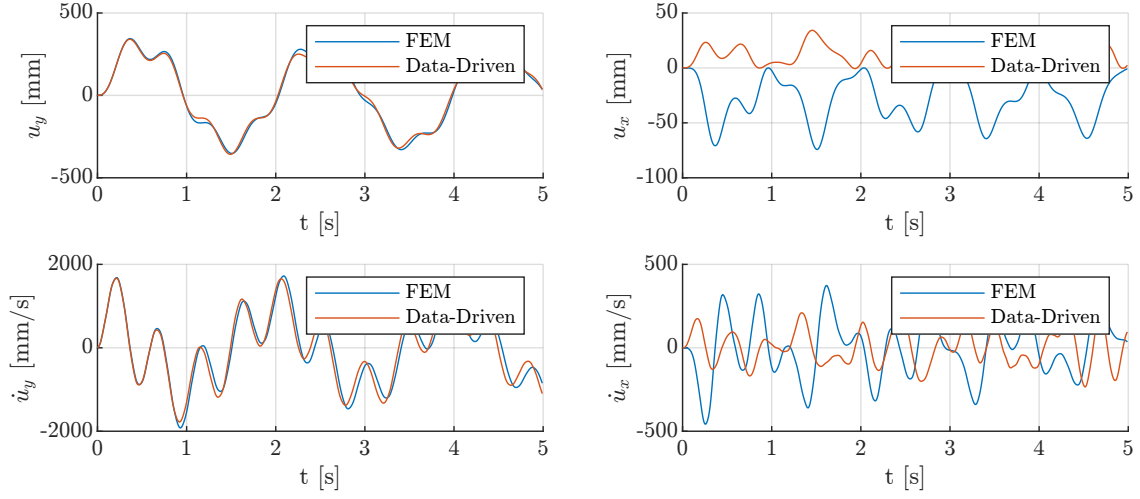 500
0
-500
u_y [mm]
FEM
Data-Driven
0 1 2 3 4 5
t [s]
50
0
-50
-100
u_x [mm]
FEM
Data-Driven
0 1 2 3 4 5
t [s]
2000
0
-2000
u̇_y [mm/s]
FEM
Data-Driven
0 1 2 3 4 5
t [s]
500
0
-500
u̇_x [mm/s]
FEM
Data-Driven
0 1 2 3 4 5
t [s]